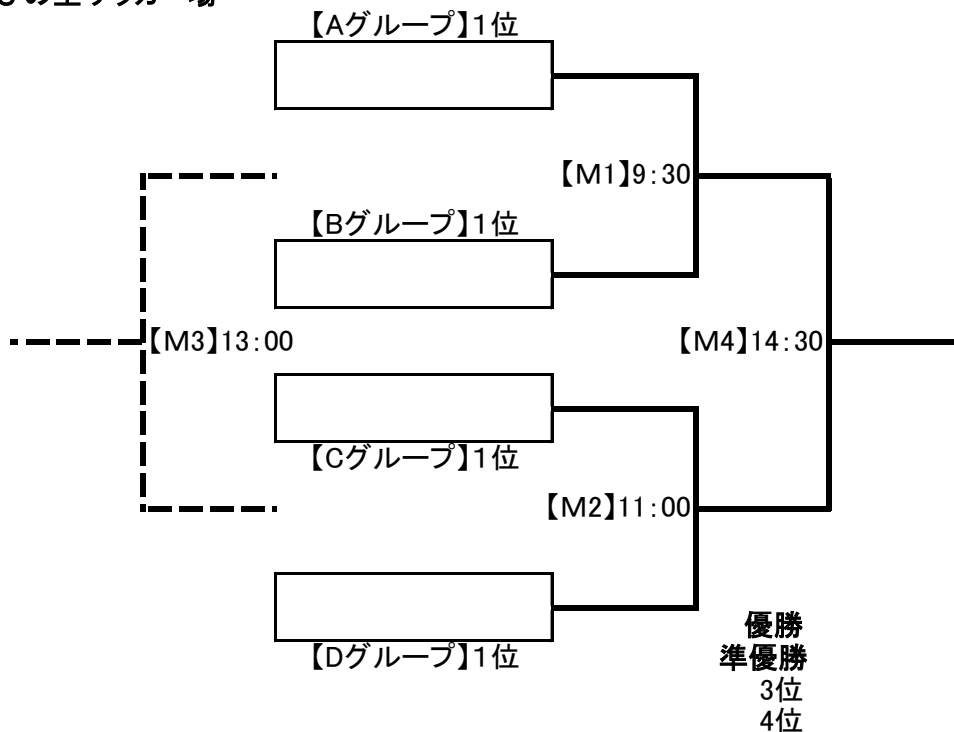 【Aグループ】1位
【M1】9:30
【Bグループ】1位
【M3】13:00
【M4】14:30
【Cグループ】1位
【M2】11:00
【Dグループ】1位
優勝
準優勝
3位
4位